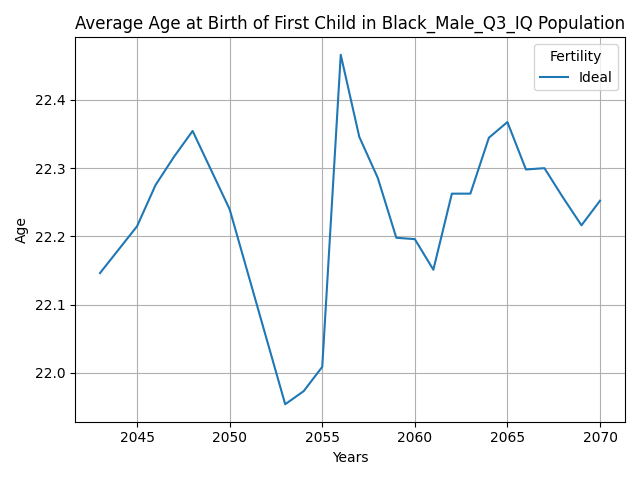 Average Age at Birth of First Child in Black_Male_Q3_IQ Population
Fertility
Ideal
22.4
22.3
22.2
22.1
22.0
Age
2045 2050 2055 2060 2065 2070
Years